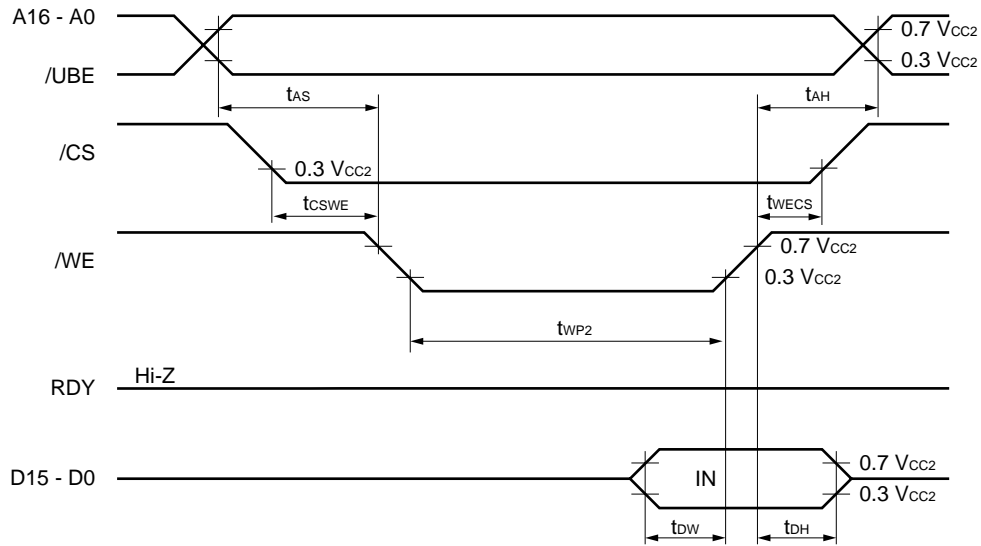 A16 - A0
0.7 VCC2
0.3 VCC2
/UBE
tAS
tAH
/CS
0.3 VCC2
tCSWE
tWECS
/WE
0.7 VCC2
0.3 VCC2
tWP2
RDY
Hi-Z
D15 - D0
IN
0.7 VCC2
0.3 VCC2
tDW
tDH